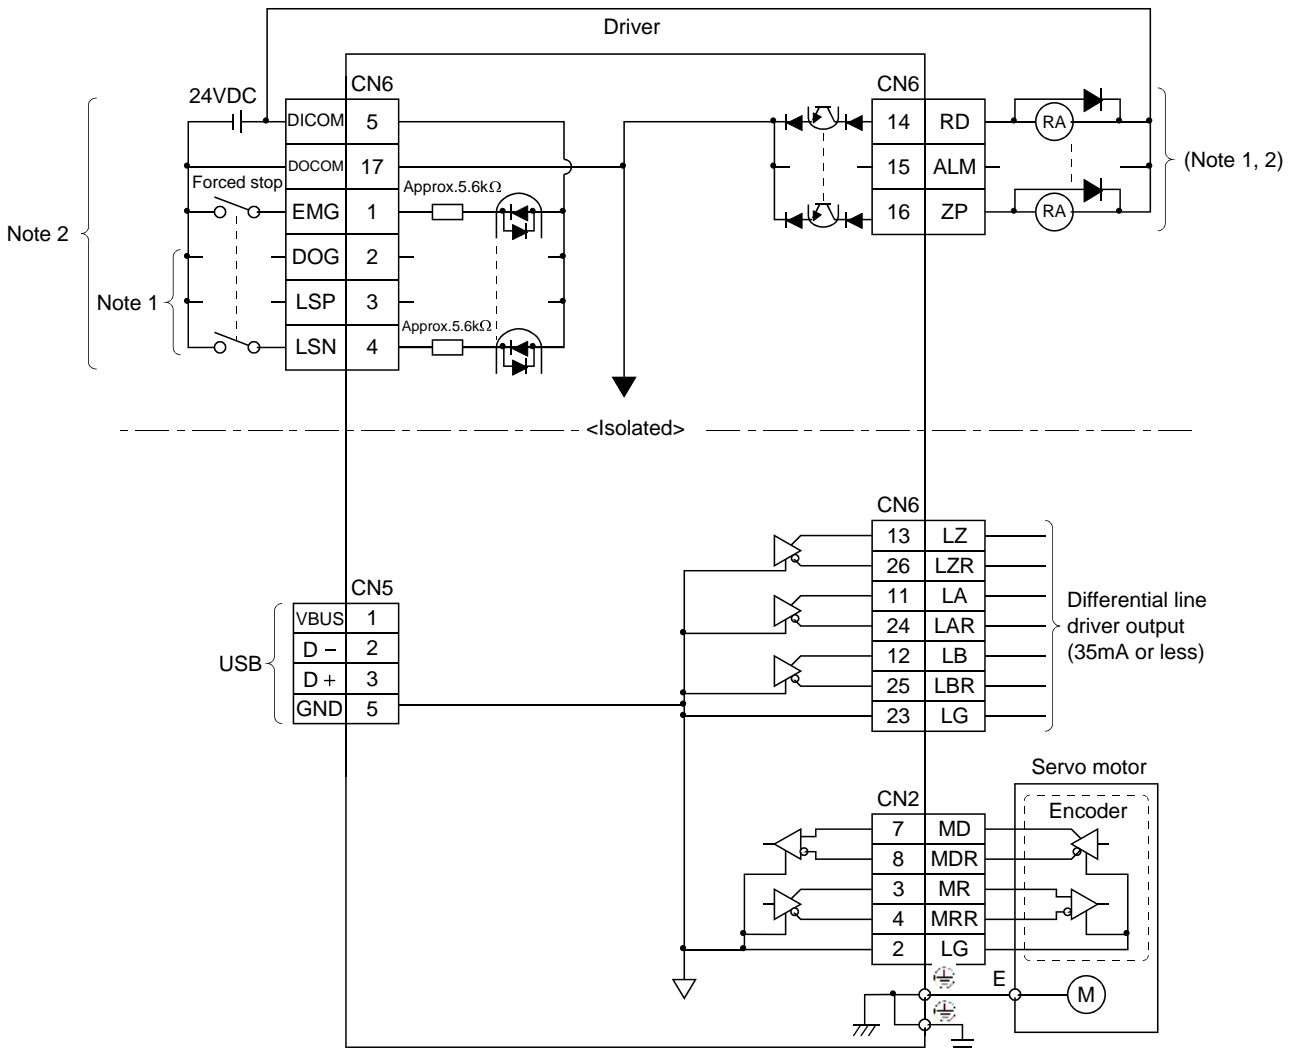 Driver
CN6
24VDC
DICOM 5
DOCOM 17
Forced stop
EMG 1
DOG 2
LSP 3
LSN 4
Note 2
Note 1
Approx.5.6kΩ
Approx.5.6kΩ
CN6
14 RD
15 ALM
16 ZP
RA
RA
(Note 1, 2)
<Isolated>
CN6
13 LZ
26 LZR
11 LA
24 LAR
12 LB
25 LBR
23 LG
Differential line
driver output
(35mA or less)
CN5
VBUS 1
D − 2
D + 3
GND 5
USB
Servo motor
CN2
Encoder
7 MD
8 MDR
3 MR
4 MRR
2 LG
E
M